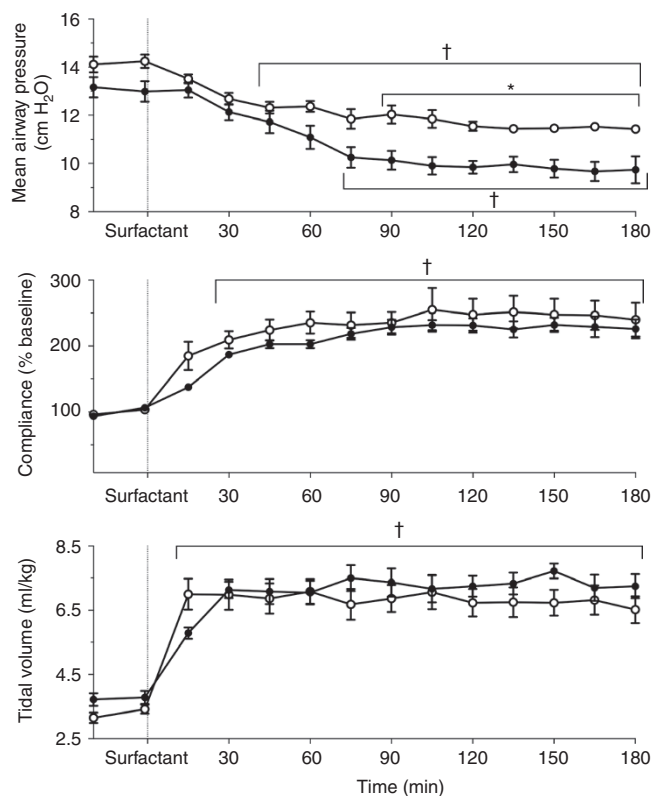 Mean airway pressure
(cm H₂O)
16
14
12
10
8
†
*
†
Surfactant 30 60 90 120 150 180
Compliance (% baseline)
300
200
100
†
Surfactant 30 60 90 120 150 180
Tidal volume (ml/kg)
8.5
6.5
4.5
2.5
†
Surfactant 30 60 90 120 150 180
Time (min)